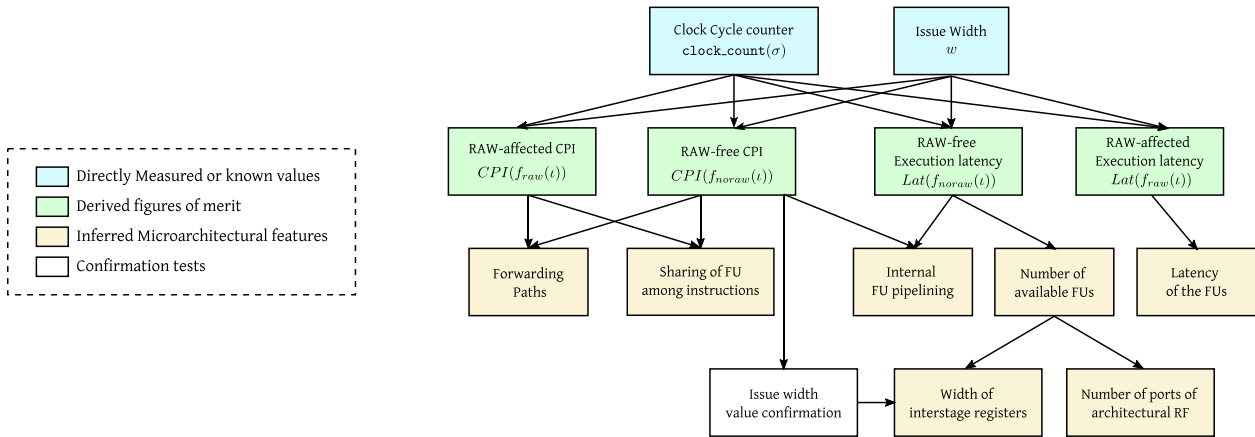 Clock Cycle counter
clock_count(σ)
Issue Width
w
RAW-affected CPI
CPI(f_raw(ι))
RAW-free CPI
CPI(f_noraw(ι))
RAW-free
Execution latency
Lat(f_noraw(ι))
RAW-affected
Execution latency
Lat(f_raw(ι))
Directly Measured or known values
Derived figures of merit
Inferred Microarchitectural features
Confirmation tests
Forwarding
Paths
Sharing of FU
among instructions
Internal
FU pipelining
Number of
available FUs
Latency
of the FUs
Issue width
value confirmation
Width of
interstage registers
Number of ports of
architectural RF